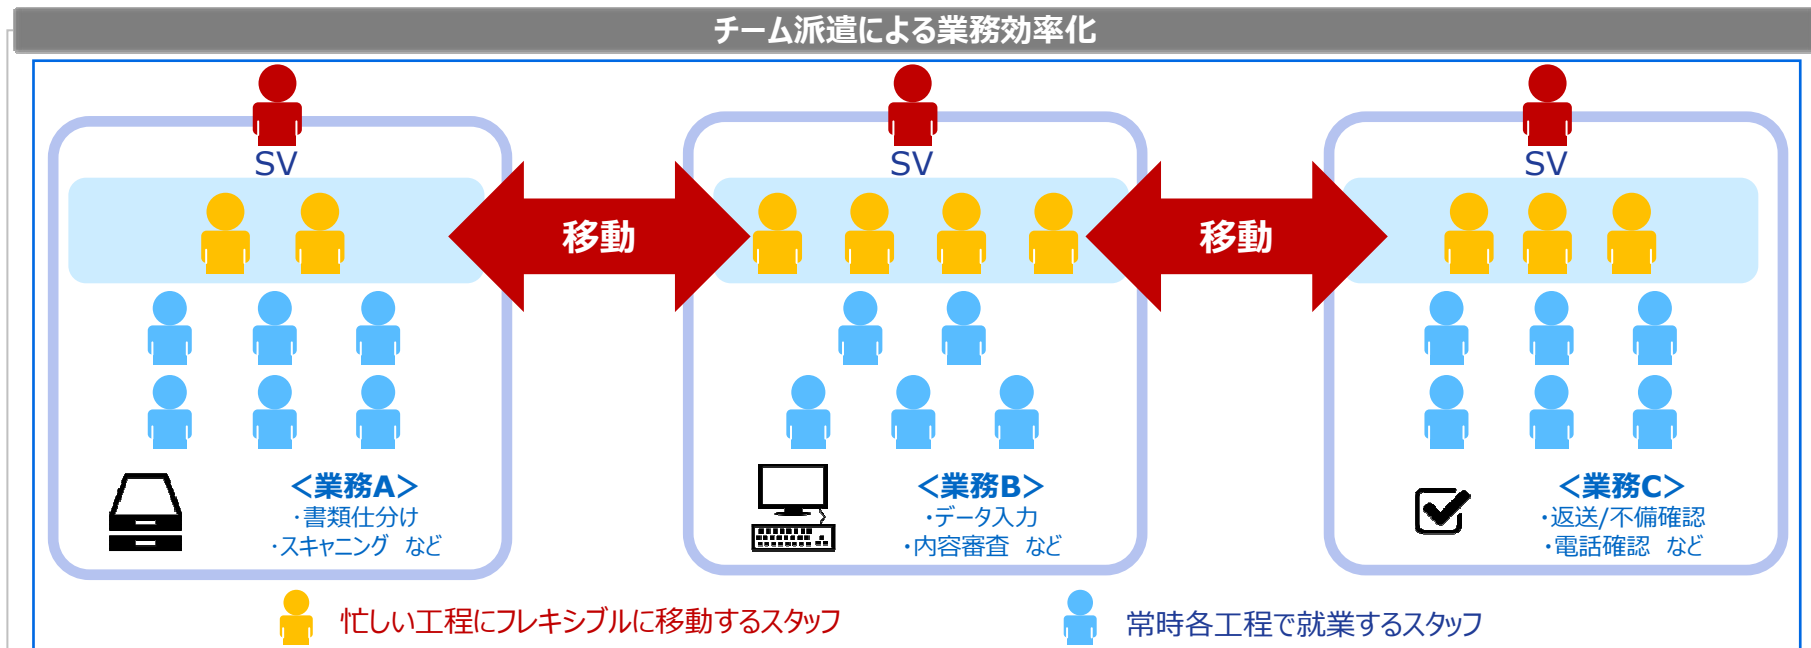 チーム派遣による業務効率化
SV
SV
SV
移動
移動
＜業務A＞
・書類仕分け
・スキャニング など
＜業務B＞
・データ入力
・内容審査 など
＜業務C＞
・返送/不備確認
・電話確認 など
忙しい工程にフレキシブルに移動するスタッフ
常時各工程で就業するスタッフ